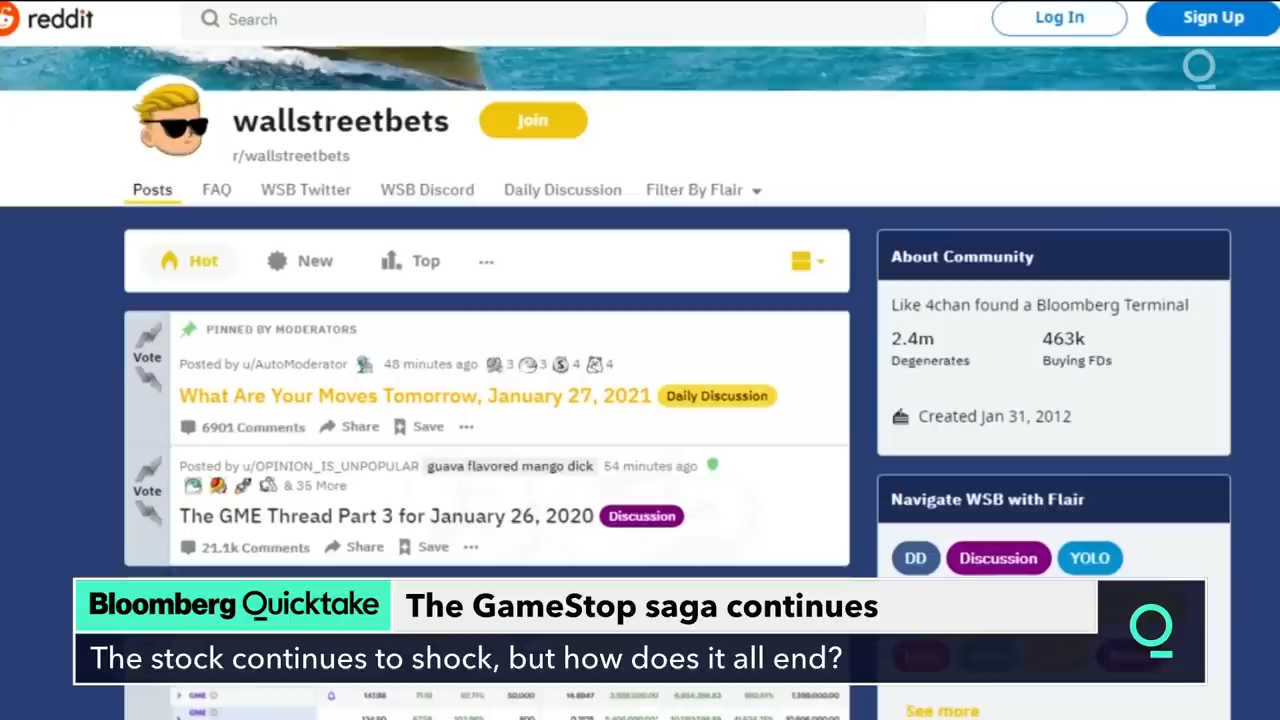 reddit
Search
Log In
Sign Up
wallstreetbets
Join
r/wallstreetbets
Posts FAQ WSB Twitter WSB Discord Daily Discussion Filter By Flair
Hot New Top ...
PINNED BY MODERATORS
Vote
Posted by u/AutoModerator 48 minutes ago 3 3 4 4
What Are Your Moves Tomorrow, January 27, 2021 Daily Discussion
6901 Comments Share Save ...
Vote
Posted by u/OPINION_IS_UNPOPULAR guava flavored mango dick 54 minutes ago
& 35 More
The GME Thread Part 3 for January 26, 2020 Discussion
21.1k Comments Share Save ...
About Community
Like 4chan found a Bloomberg Terminal
2.4m 463k
Degenerates Buying FDs
Created Jan 31, 2012
Navigate WSB with Flair
DD Discussion YOLO
Bloomberg Quicktake The GameStop saga continues
The stock continues to shock, but how does it all end?
GME
GME
See more